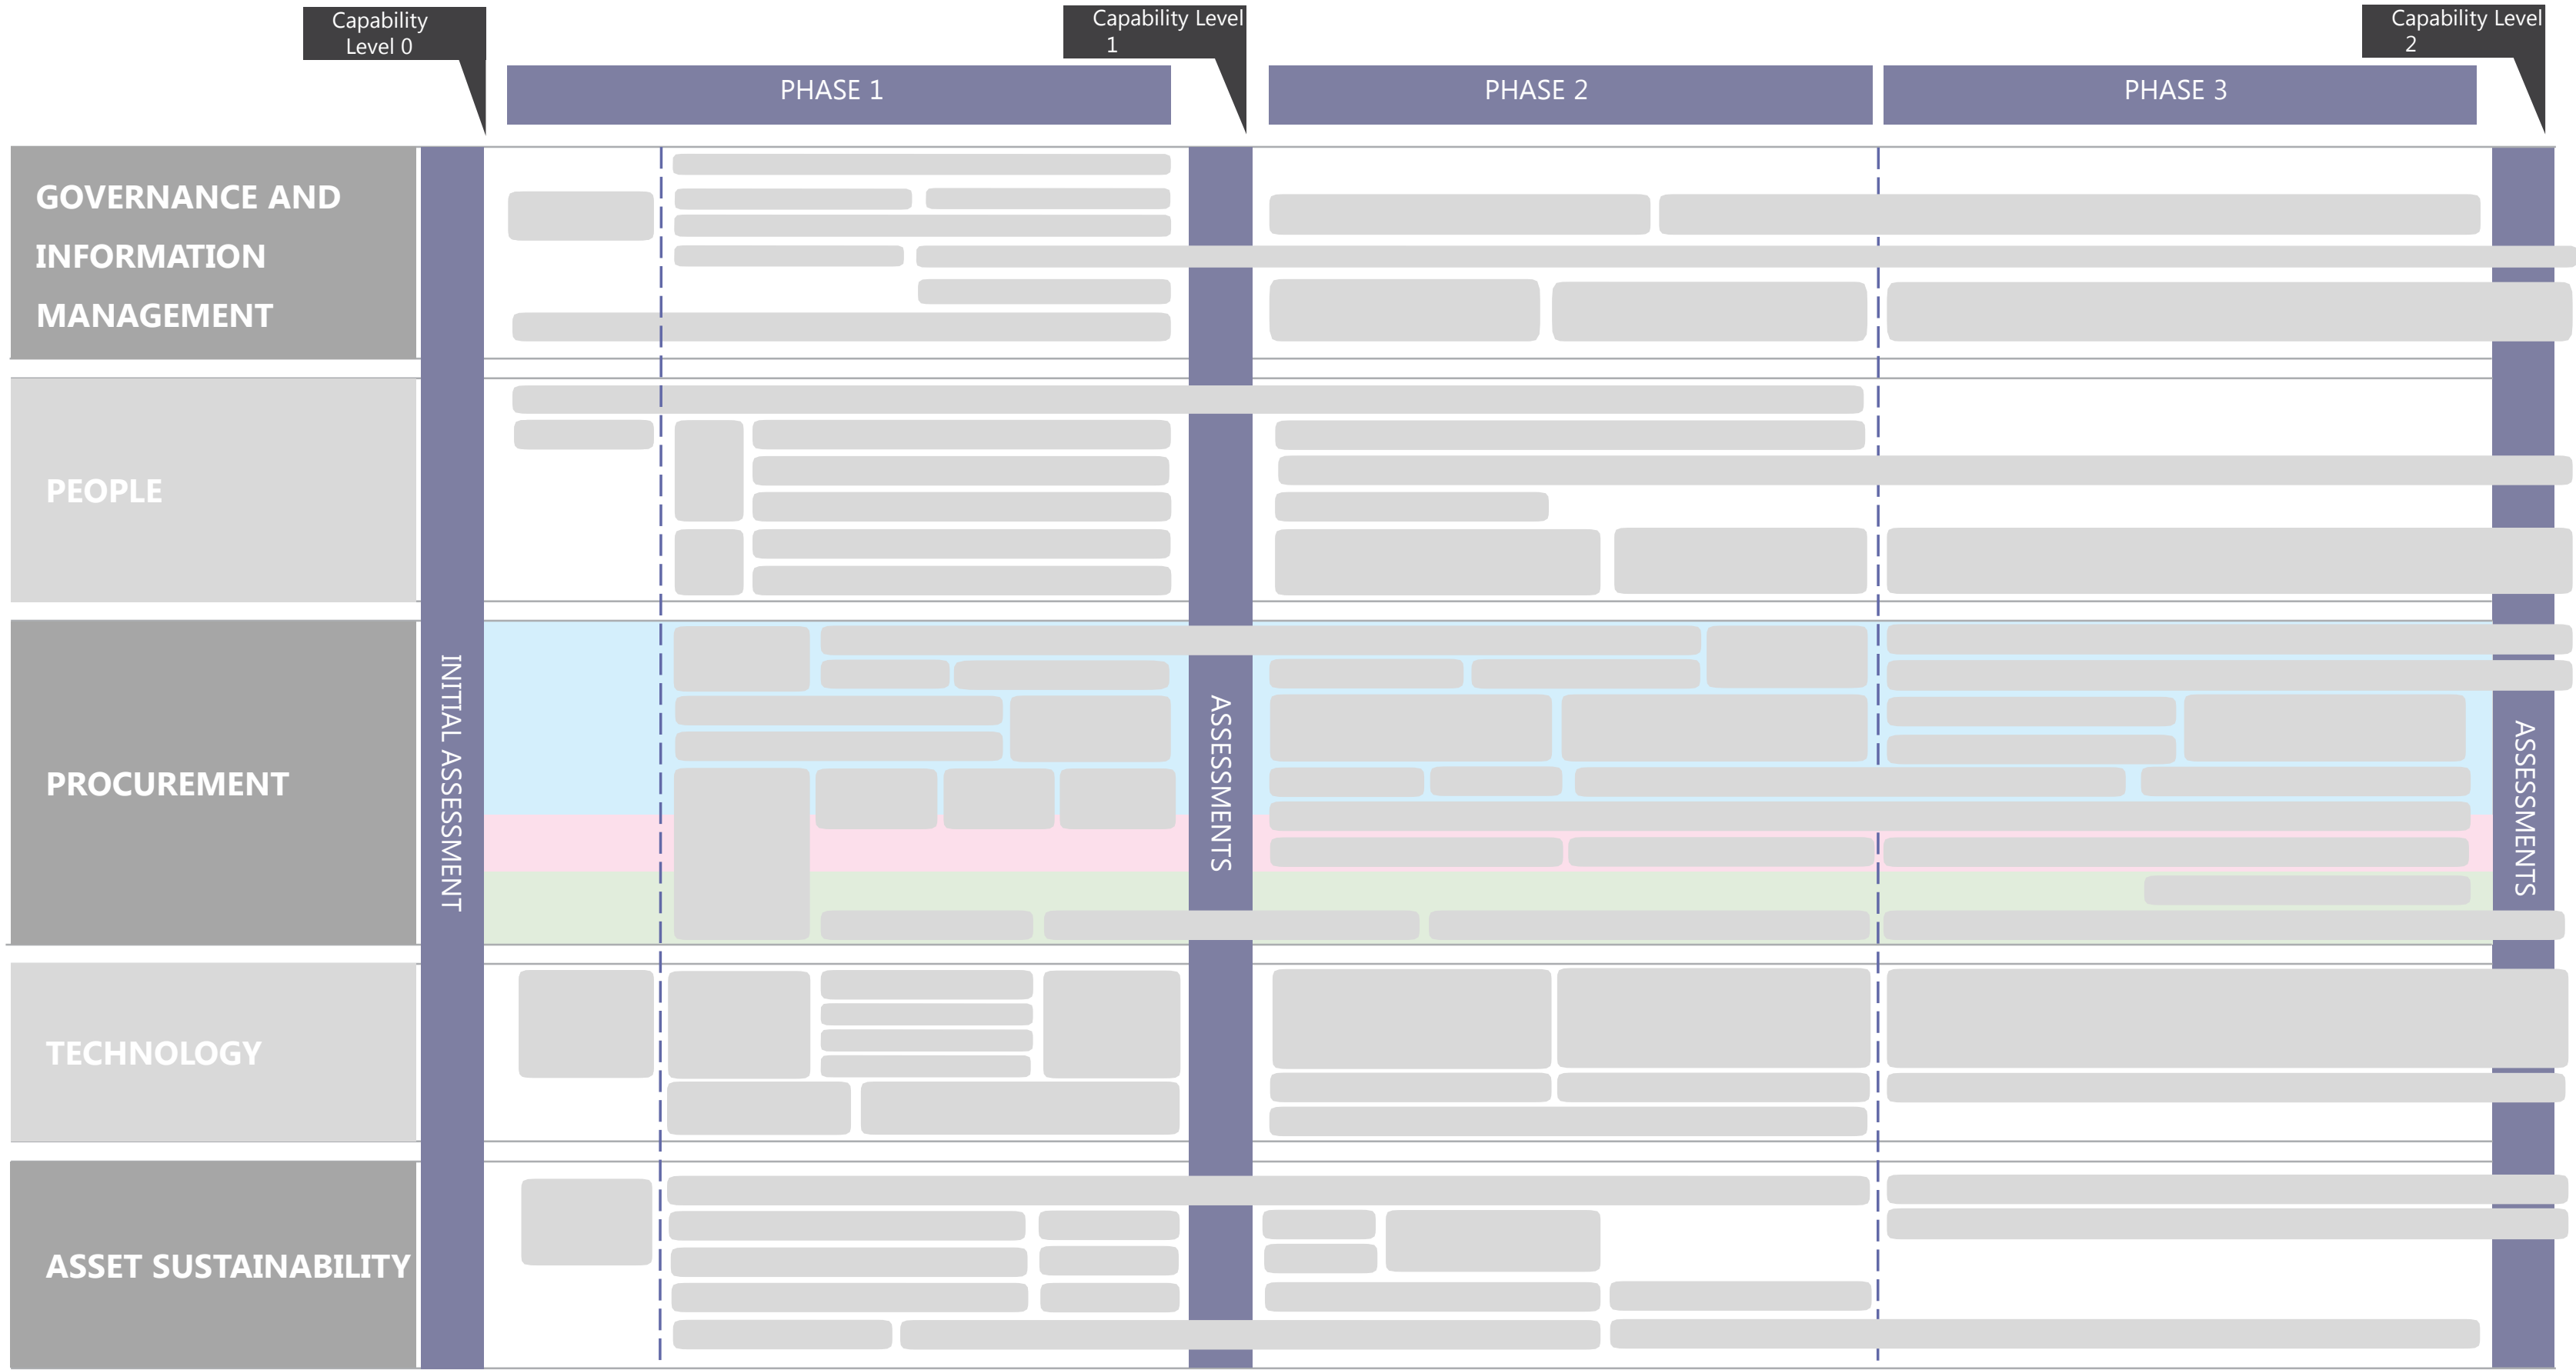 Capability
Level 0
Capability Level
1
Capability Level
2
PHASE 1
PHASE 2
PHASE 3
GOVERNANCE AND
INFORMATION
MANAGEMENT
PEOPLE
PROCUREMENT
TECHNOLOGY
ASSET SUSTAINABILITY
INITIAL ASSESSMENT
ASSESSMENTS
ASSESSMENTS